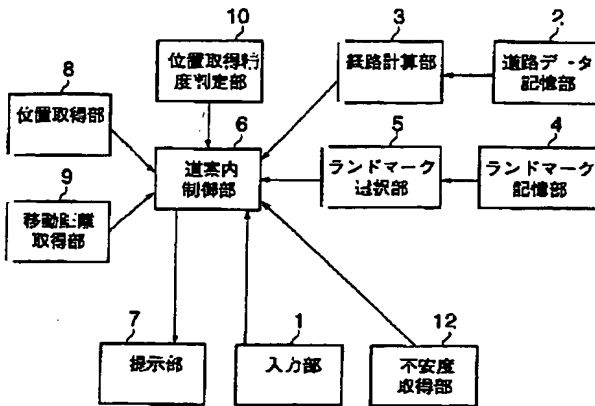 10
位置取得精
度判定部
3
経路計算部
2
道路データ
記憶部
8
位置取得部
6
道案内
制御部
5
ランドマーク
選択部
4
ランドマーク
記憶部
9
移動距離
取得部
7
提示部
1
入力部
12
不安度
取得部